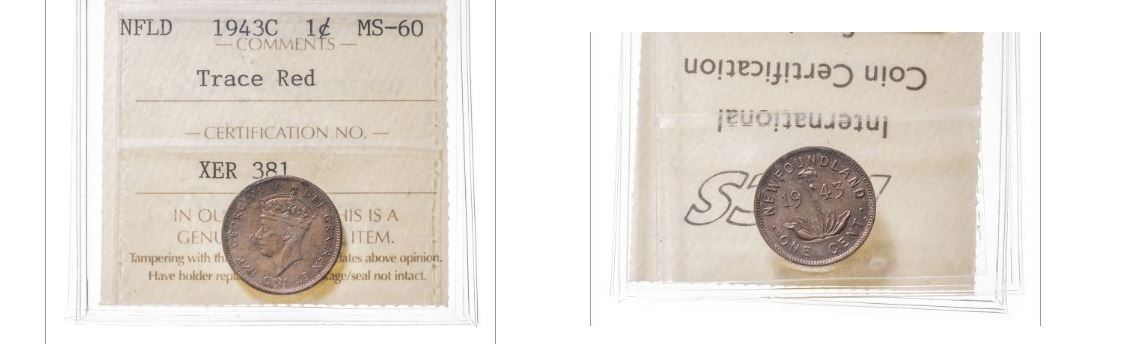 NFLD 1943C 1¢ MS-60
— COMMENTS —
Trace Red
— CERTIFICATION NO. —
XER 381
IN OU HIS IS A
GENU ITEM.
Tampering with th ates above opinion.
Have holder rep ge/seal not intact.
Coin Certification
International
NEWFOUNDLAND
19 43
ONE CENT